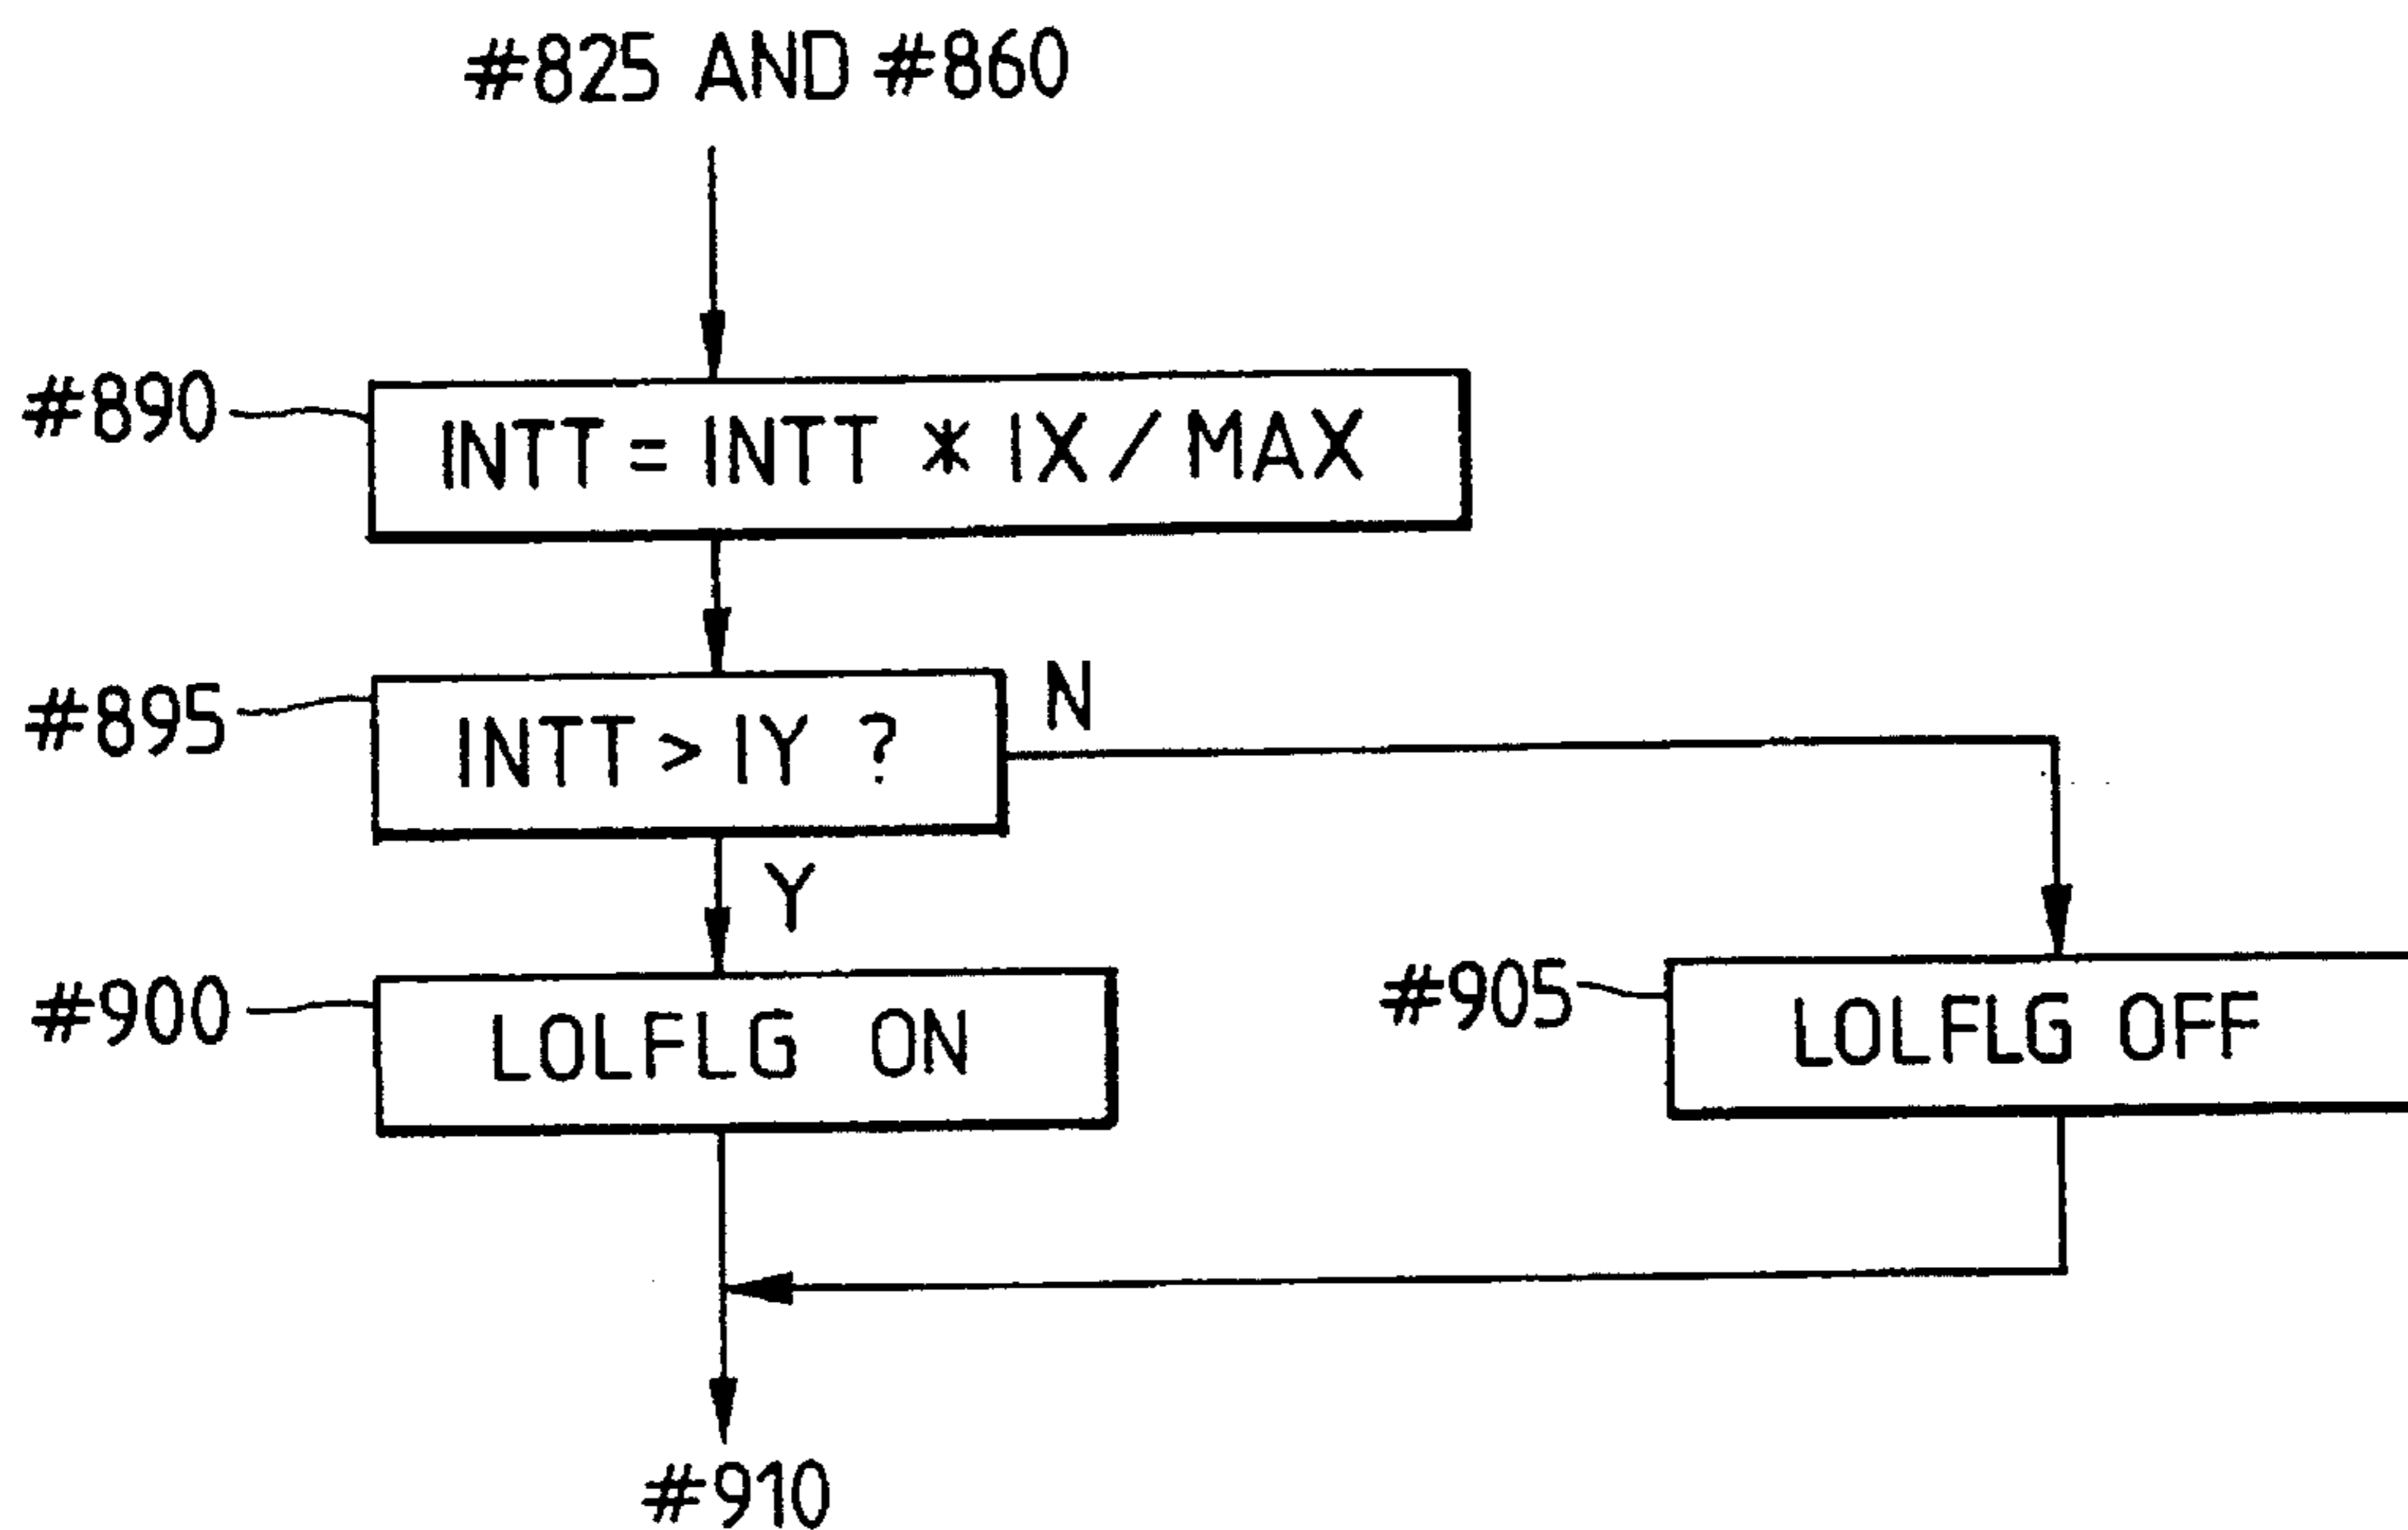 #825 AND #860
#890
INTT = INTT * IX / MAX
#895
INTT > IY ?
N
Y
#900
LOLFLG ON
#905
LOLFLG OFF
#910